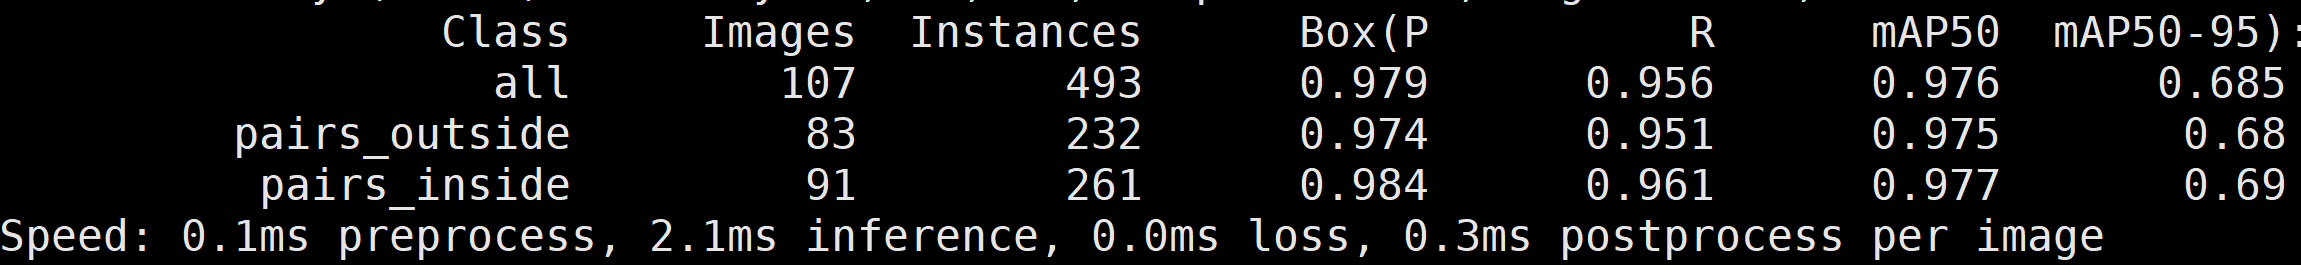 Class Images Instances Box(P R mAP50 mAP50-95):
all 107 493 0.979 0.956 0.976 0.685
pairs_outside 83 232 0.974 0.951 0.975 0.68
pairs_inside 91 261 0.984 0.961 0.977 0.69
Speed: 0.1ms preprocess, 2.1ms inference, 0.0ms loss, 0.3ms postprocess per image